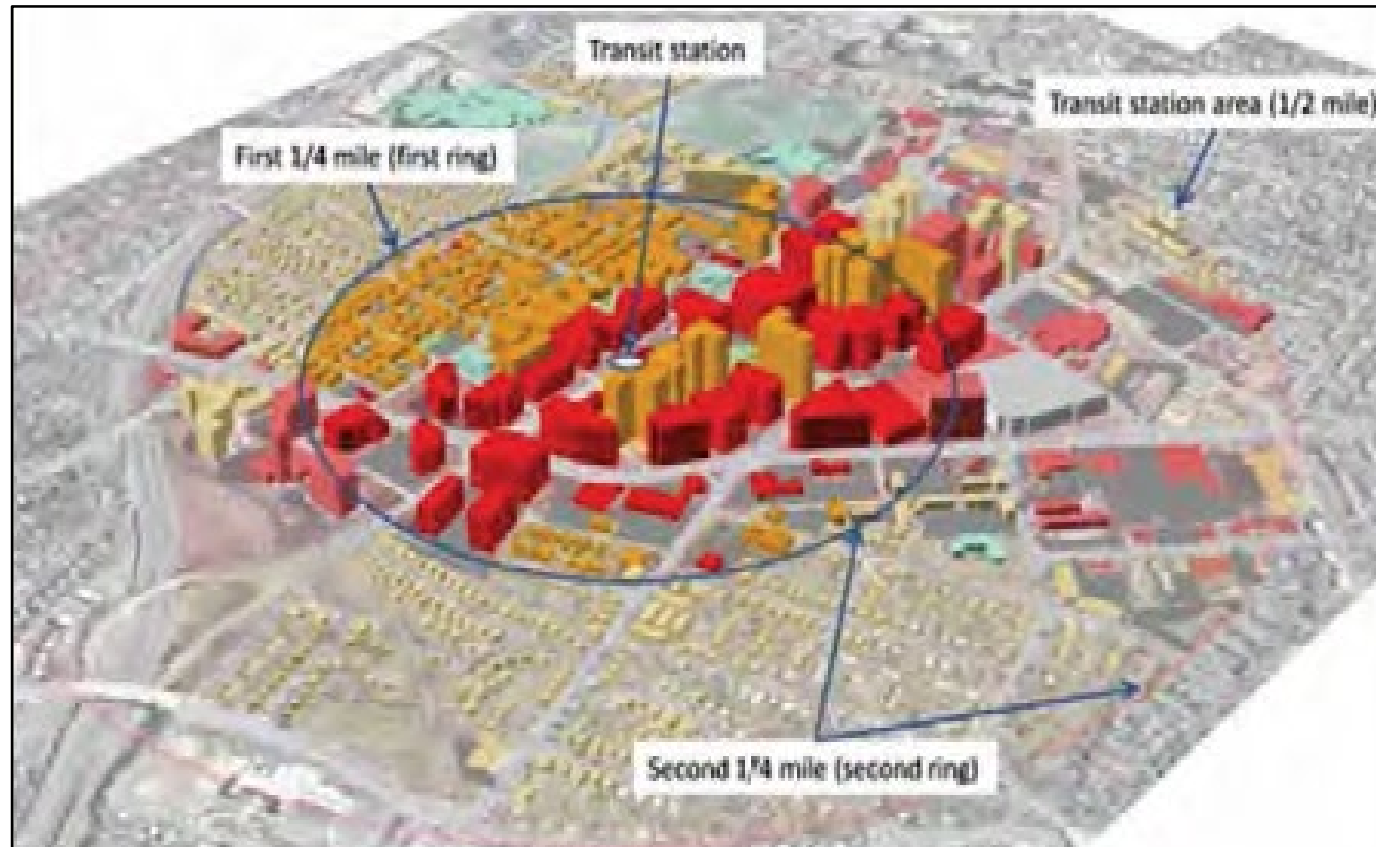 Transit station
Transit station area (1/2 mile)
First 1/4 mile (first ring)
Second 1/4 mile (second ring)